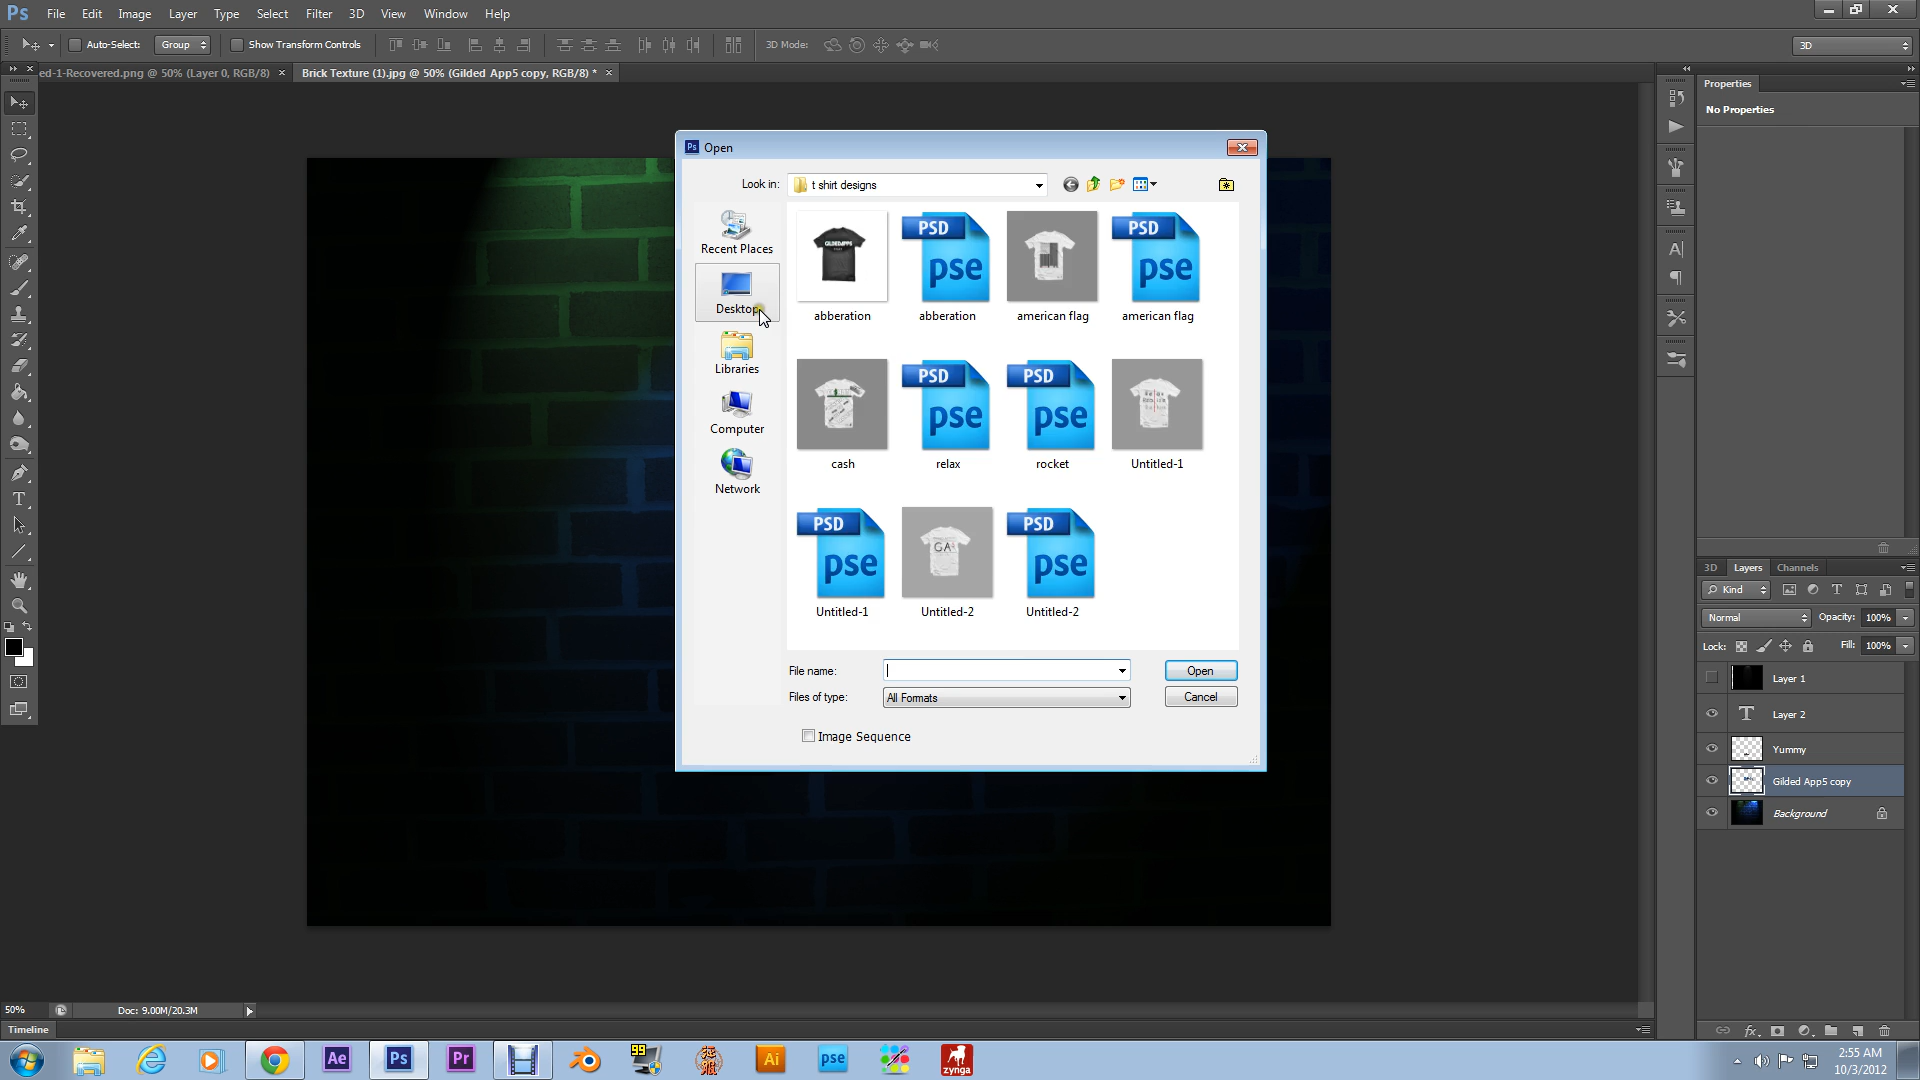 Ps File Edit Image Layer Type Select Filter 3D View Window Help
Auto-Select: Group Show Transform Controls 3D Mode: 3D
ed-1-Recovered.png @ 50% (Layer 0, RGB/8) × Brick Texture (1).jpg @ 50% (Gilded App5 copy, RGB/8) * ×
Properties
No Properties
Ps Open
Look in: t shirt designs
Recent Places
Desktop
Libraries
Computer
Network
GILDEDAPPS
PSD pse
PSD pse
abberation abberation american flag american flag
PSD pse
PSD pse
cash relax rocket Untitled-1
PSD pse
GA
PSD pse
Untitled-1 Untitled-2 Untitled-2
File name: Open
Files of type: All Formats Cancel
Image Sequence
3D Layers Channels
Kind
Normal Opacity: 100%
Lock: Fill: 100%
Layer 1
Layer 2
Yummy
Gilded App5 copy
Background
50% Doc: 9.00M/20.3M
Timeline
Ae Ps Pr 99 Ai pse zynga
2:55 AM
10/3/2012